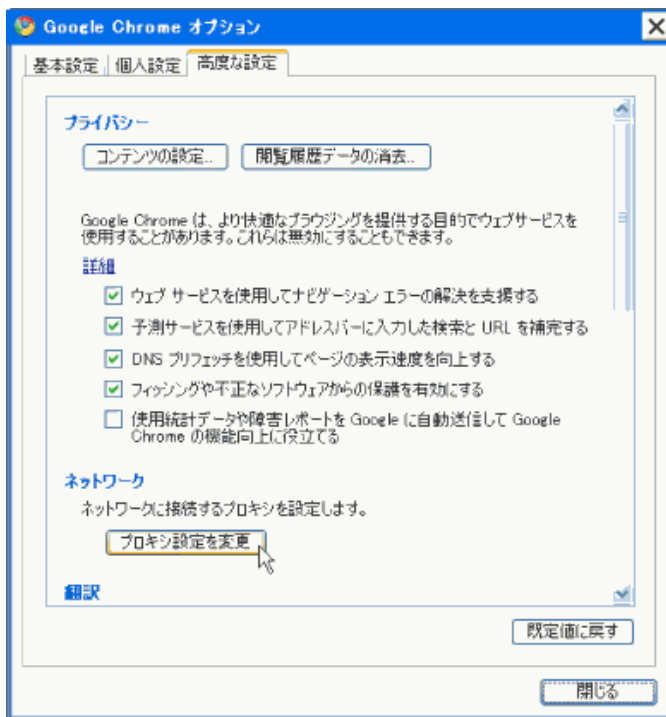 Google Chrome オプション
基本設定 個人設定 高度な設定
プライバシー
コンテンツの設定... 閲覧履歴データの消去...
Google Chrome は、より快適なブラウジングを提供する目的でウェブサービスを
使用することがあります。これらは無効にすることもできます。
詳細
ウェブ サービスを使用してナビゲーション エラーの解決を支援する
予測サービスを使用してアドレスバーに入力した検索と URL を補完する
DNS プリフェッチを使用してページの表示速度を向上する
フィッシングや不正なソフトウェアからの保護を有効にする
使用統計データや障害レポートを Google に自動送信して Google
Chrome の機能向上に役立てる
ネットワーク
ネットワークに接続するプロキシを設定します。
プロキシ設定を変更
翻訳
既定値に戻す
閉じる